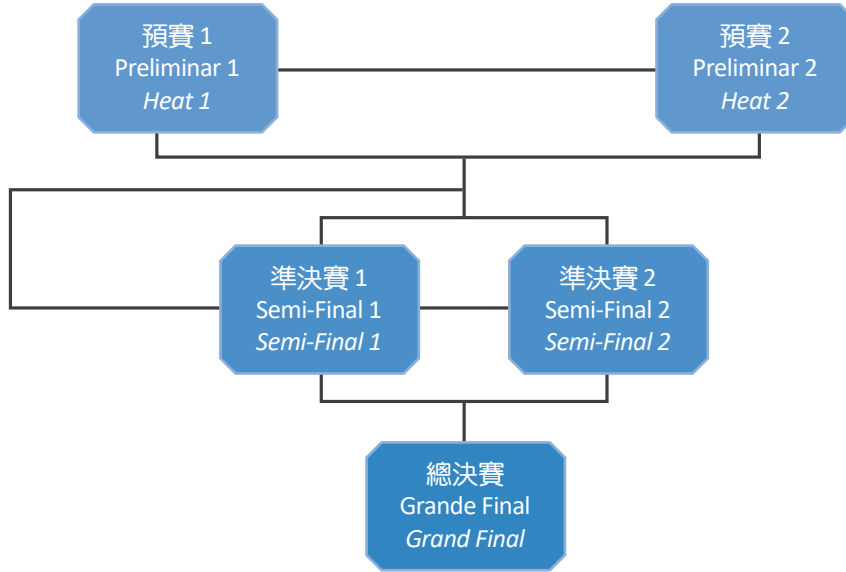 預賽 1
Preliminar 1
Heat 1
預賽 2
Preliminar 2
Heat 2
準決賽 1
Semi-Final 1
Semi-Final 1
準決賽 2
Semi-Final 2
Semi-Final 2
總決賽
Grande Final
Grand Final